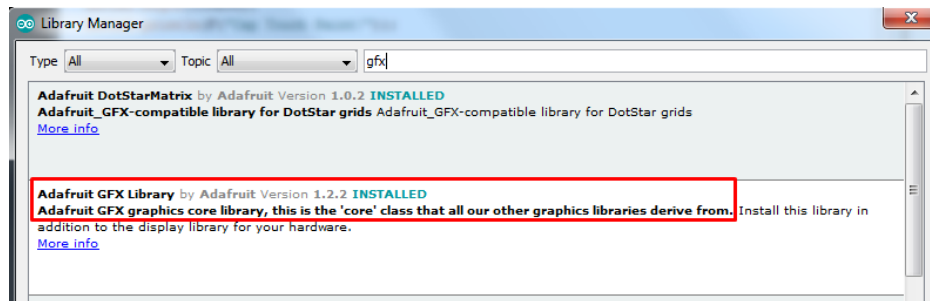 Library Manager
Type All Topic All gfx
Adafruit DotStarMatrix by Adafruit Version 1.0.2 INSTALLED
Adafruit_GFX-compatible library for DotStar grids Adafruit_GFX-compatible library for DotStar grids
More info
Adafruit GFX Library by Adafruit Version 1.2.2 INSTALLED
Adafruit GFX graphics core library, this is the 'core' class that all our other graphics libraries derive from. Install this library in
addition to the display library for your hardware.
More info